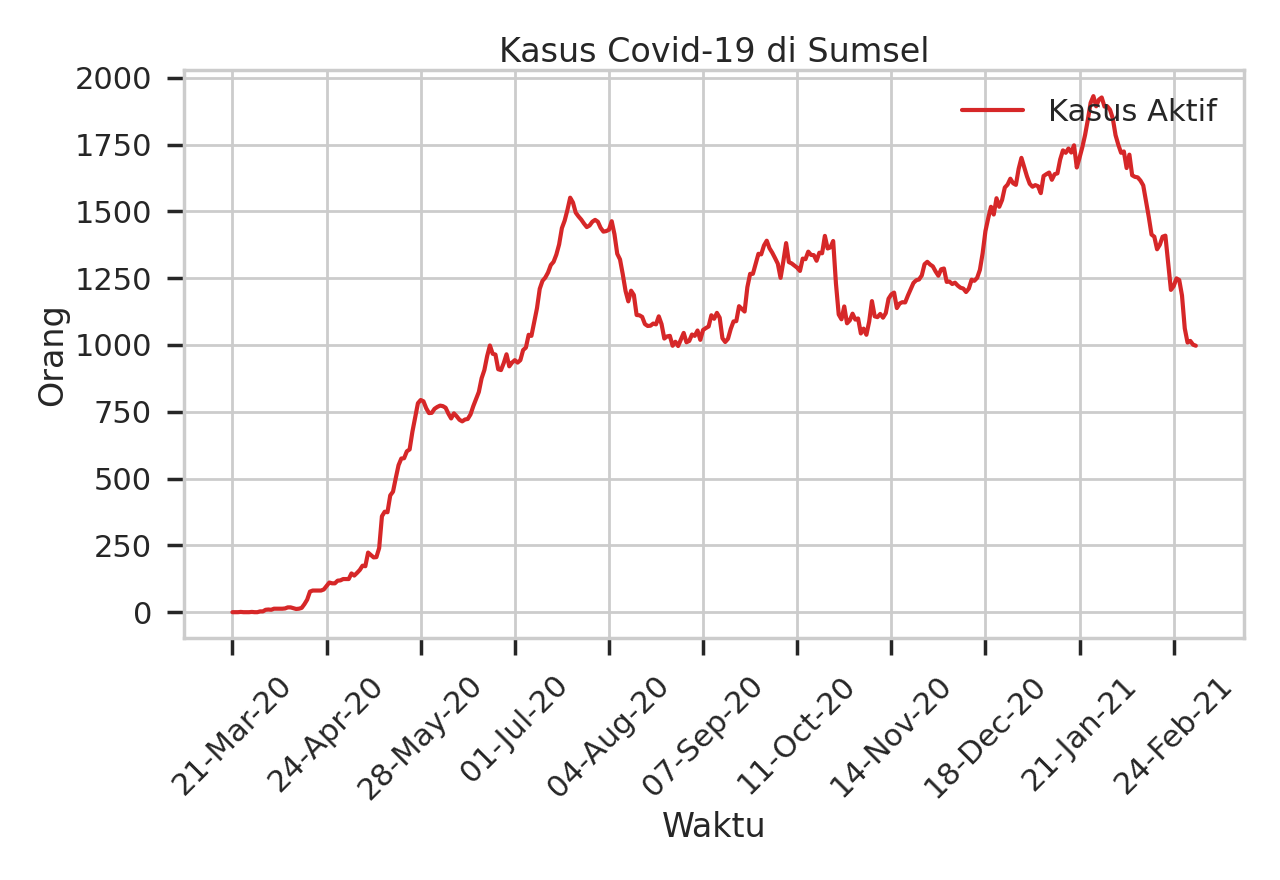 Kasus Covid-19 di Sumsel
Kasus Aktif
Orang
2000
1750
1500
1250
1000
750
500
250
0
21-Mar-20
24-Apr-20
28-May-20
01-Jul-20
04-Aug-20
07-Sep-20
11-Oct-20
14-Nov-20
18-Dec-20
21-Jan-21
24-Feb-21
Waktu